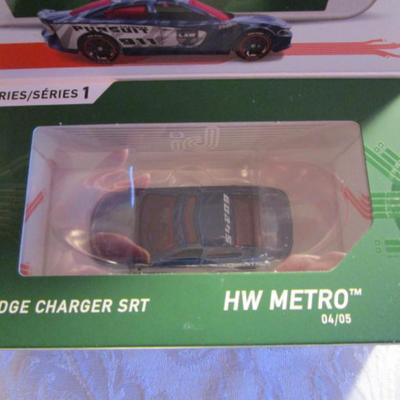 PURSUIT
911
RIES/SÉRIES 1
DGE CHARGER SRT
HW METRO™
04/05